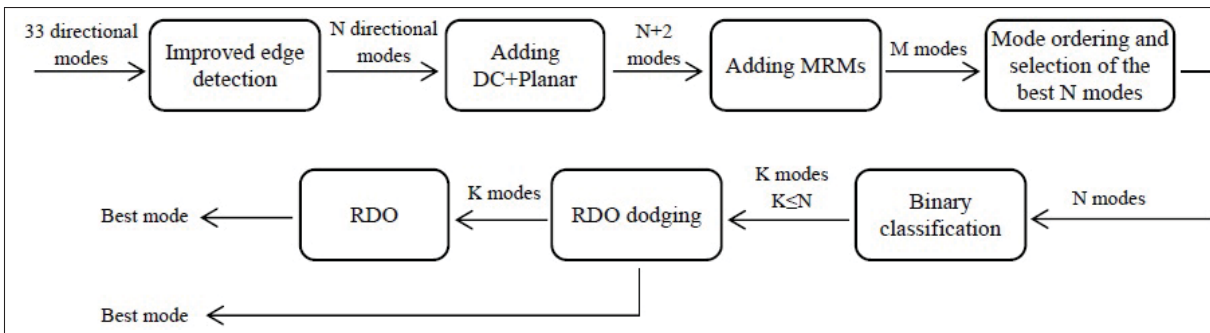 33 directional
modes
Improved edge
detection
N directional
modes
Adding
DC+Planar
N+2
modes
Adding MRMs
M modes
Mode ordering and
selection of the
best N modes
N modes
Binary
classification
K modes
K≤N
RDO dodging
K modes
RDO
Best mode
Best mode